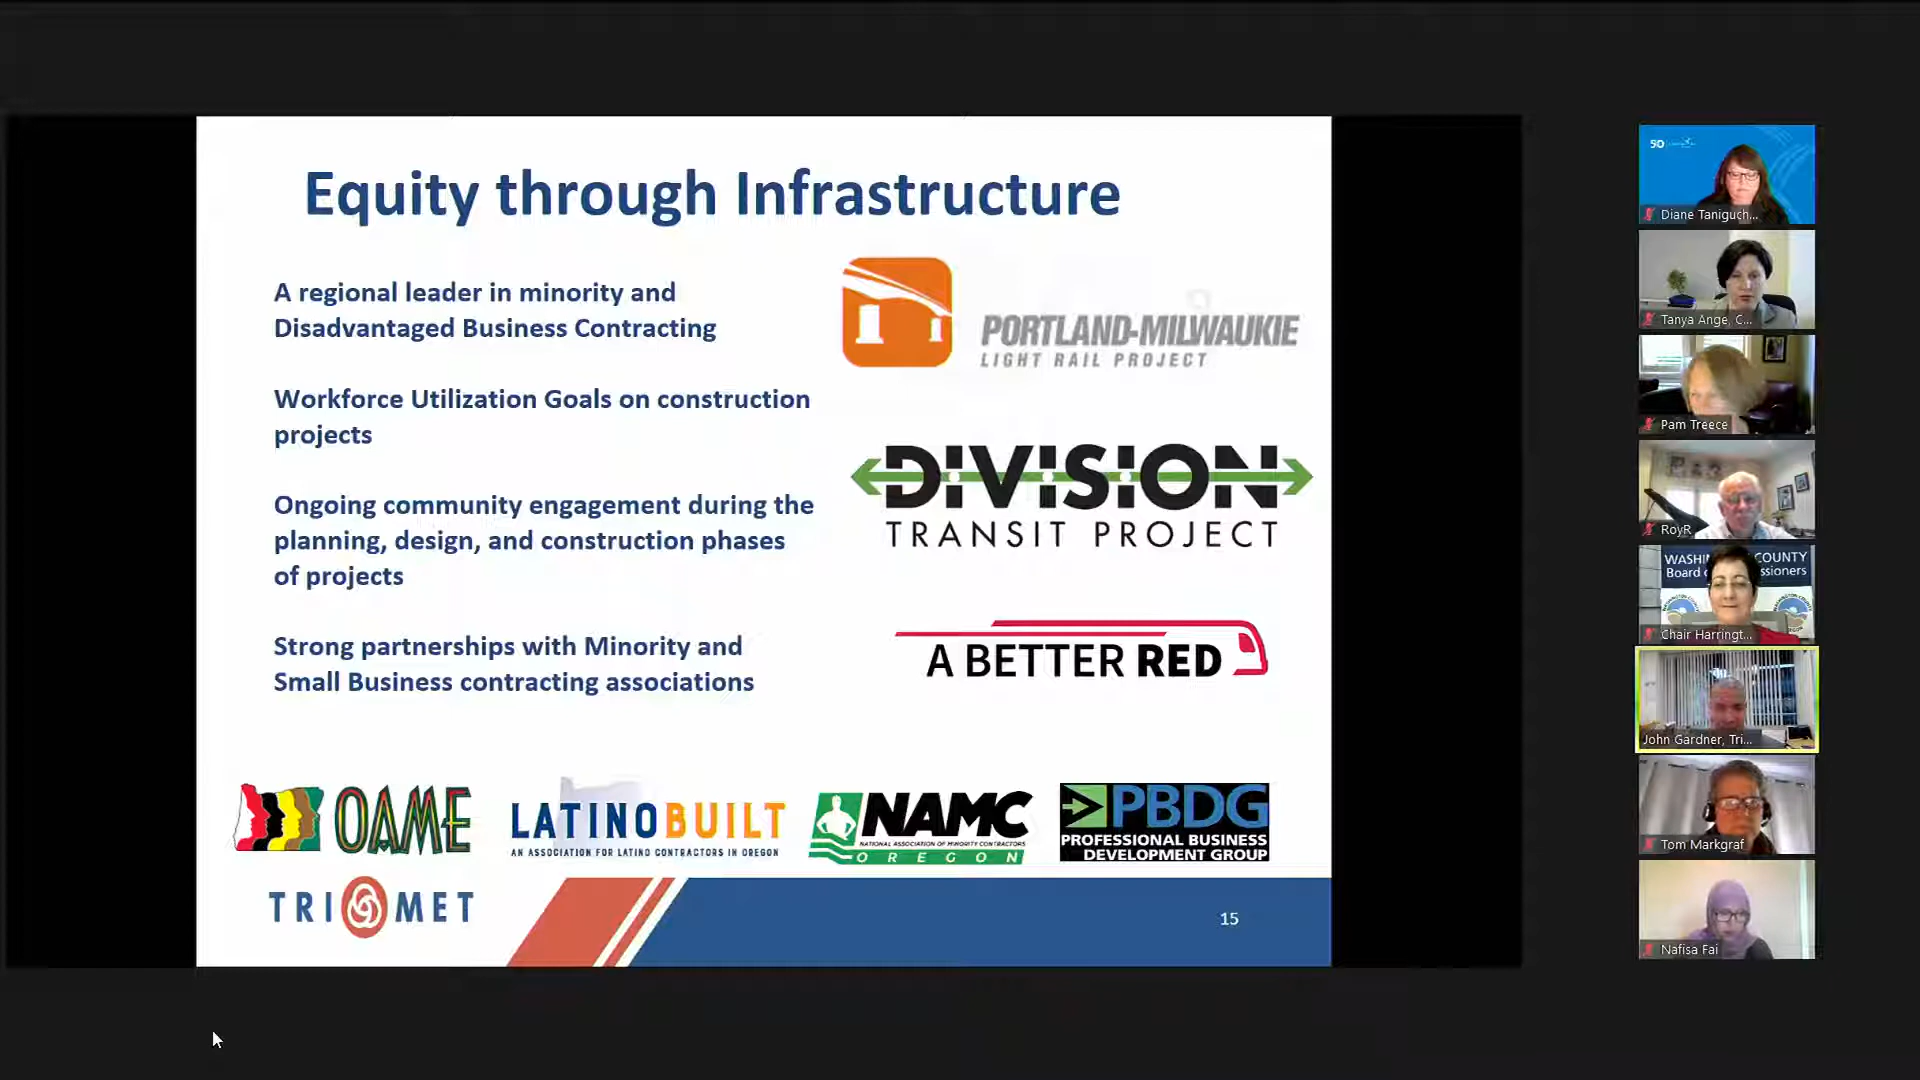 Equity through Infrastructure
A regional leader in minority and
Disadvantaged Business Contracting
Workforce Utilization Goals on construction
projects
Ongoing community engagement during the
planning, design, and construction phases
of projects
Strong partnerships with Minority and
Small Business contracting associations
PORTLAND-MILWAUKIE
LIGHT RAIL PROJECT
DIVISION
TRANSIT PROJECT
A BETTER RED
OAME
LATINOBUILT
AN ASSOCIATION FOR LATINO CONTRACTORS IN OREGON
NAMC
NATIONAL ASSOCIATION OF MINORITY CONTRACTORS
OREGON
PBDG
PROFESSIONAL BUSINESS
DEVELOPMENT GROUP
TRIMET
15
50
Diane Taniguch...
Tanya Ange, C...
Pam Treece
RoyR
COUNTY
Board
Chair Harringt...
John Gardner, Tri...
Tom Markgraf
Nafisa Fai